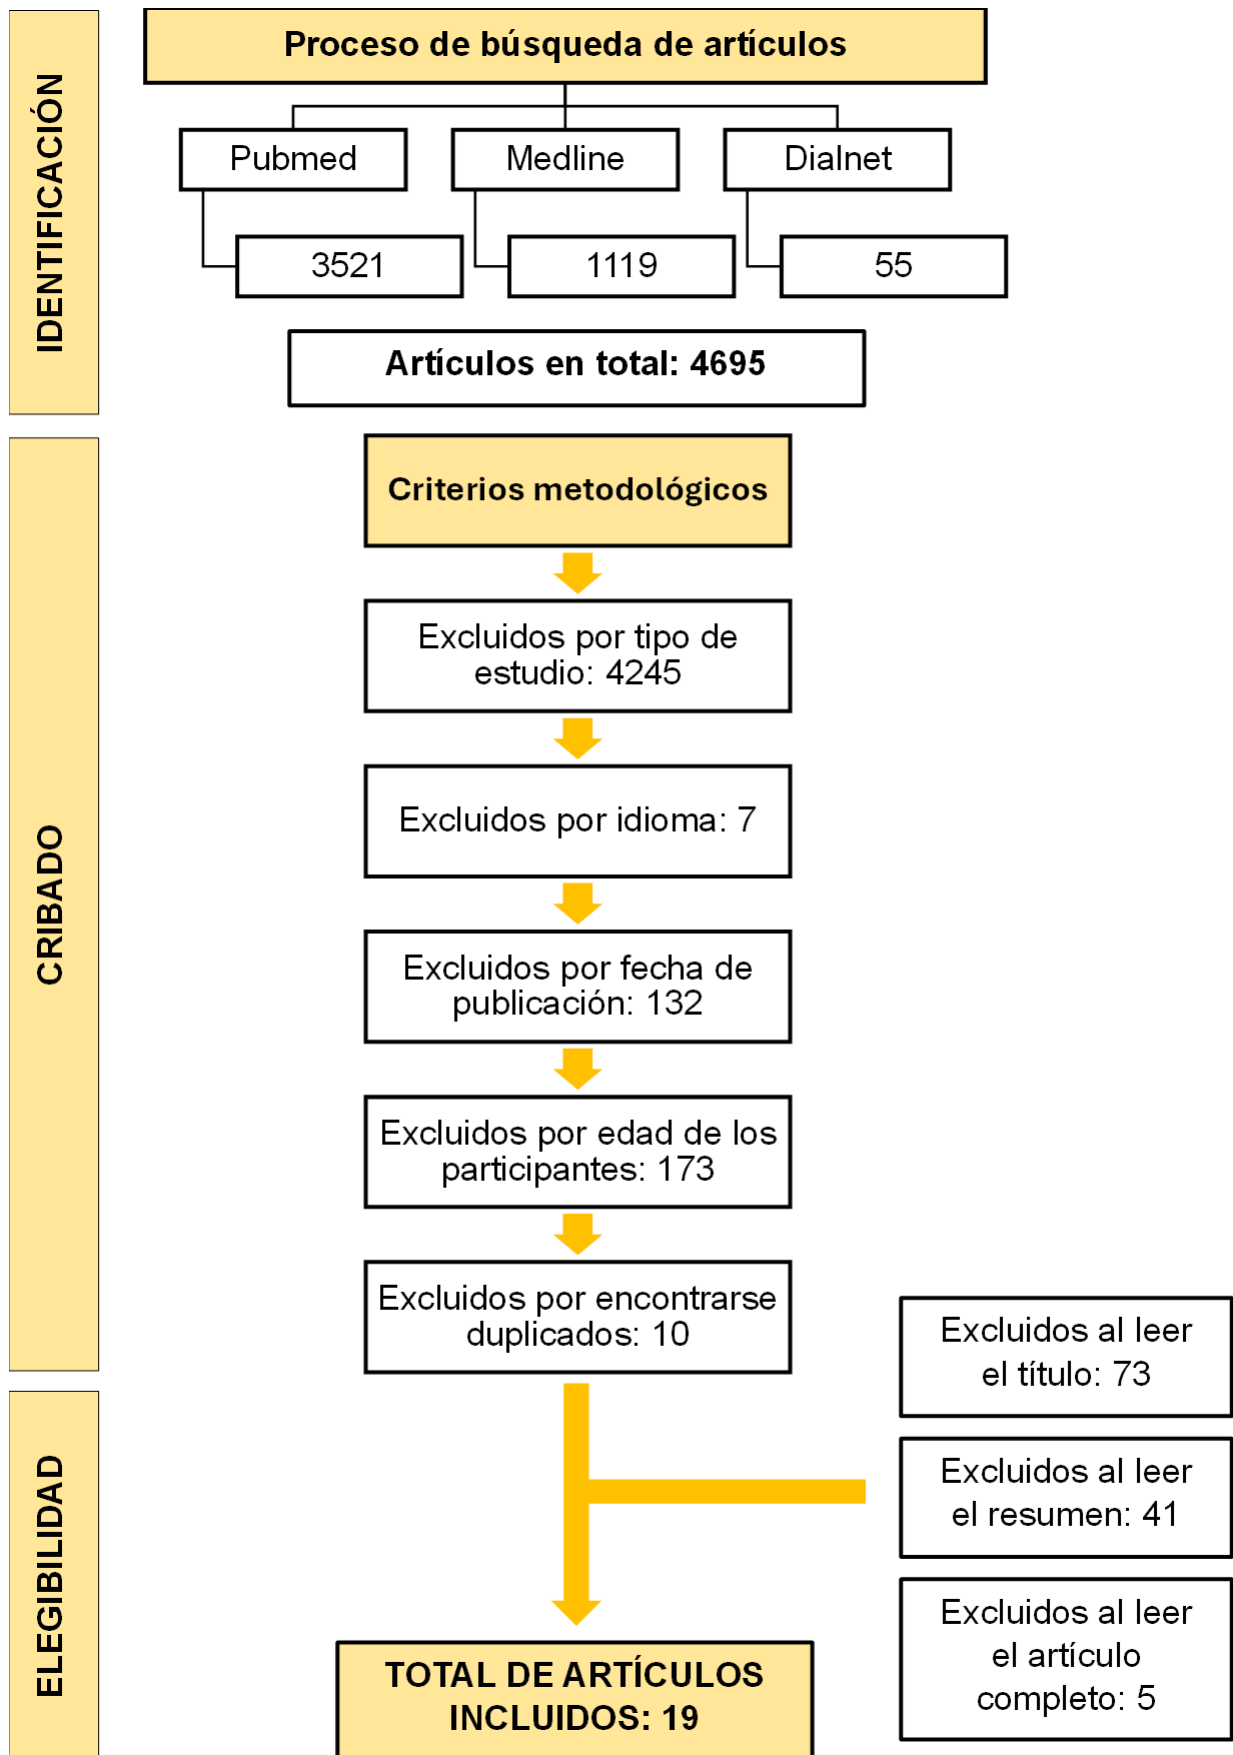 IDENTIFICACIÓN
Proceso de búsqueda de artículos
Pubmed
Medline
Dialnet
3521
1119
55
Artículos en total: 4695
CRIBADO
Criterios metodológicos
Excluidos por tipo de
estudio: 4245
Excluidos por idioma: 7
Excluidos por fecha de
publicación: 132
Excluidos por edad de los
participantes: 173
Excluidos por encontrarse
duplicados: 10
ELEGIBILIDAD
Excluidos al leer
el título: 73
Excluidos al leer
el resumen: 41
Excluidos al leer
el artículo
completo: 5
TOTAL DE ARTÍCULOS
INCLUIDOS: 19